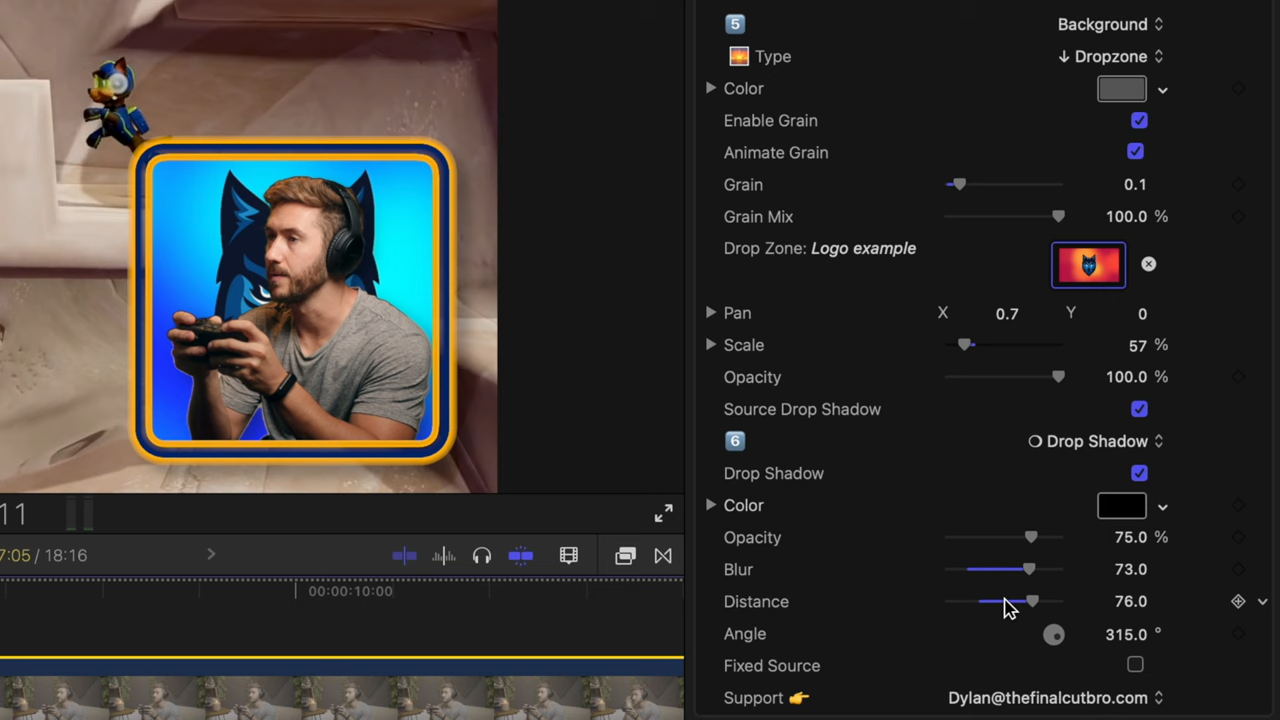 5 Background
Type ↓ Dropzone
Color
Enable Grain
Animate Grain
Grain 0.1
Grain Mix 100.0 %
Drop Zone: Logo example
Pan X 0.7 Y 0
Scale 57 %
Opacity 100.0 %
Source Drop Shadow
6 Drop Shadow
Drop Shadow
Color
Opacity 75.0 %
Blur 73.0
Distance 76.0
Angle 315.0 °
Fixed Source
Support 👉 Dylan@thefinalcutbro.com
11
7:05 / 18:16
00:00:10:00